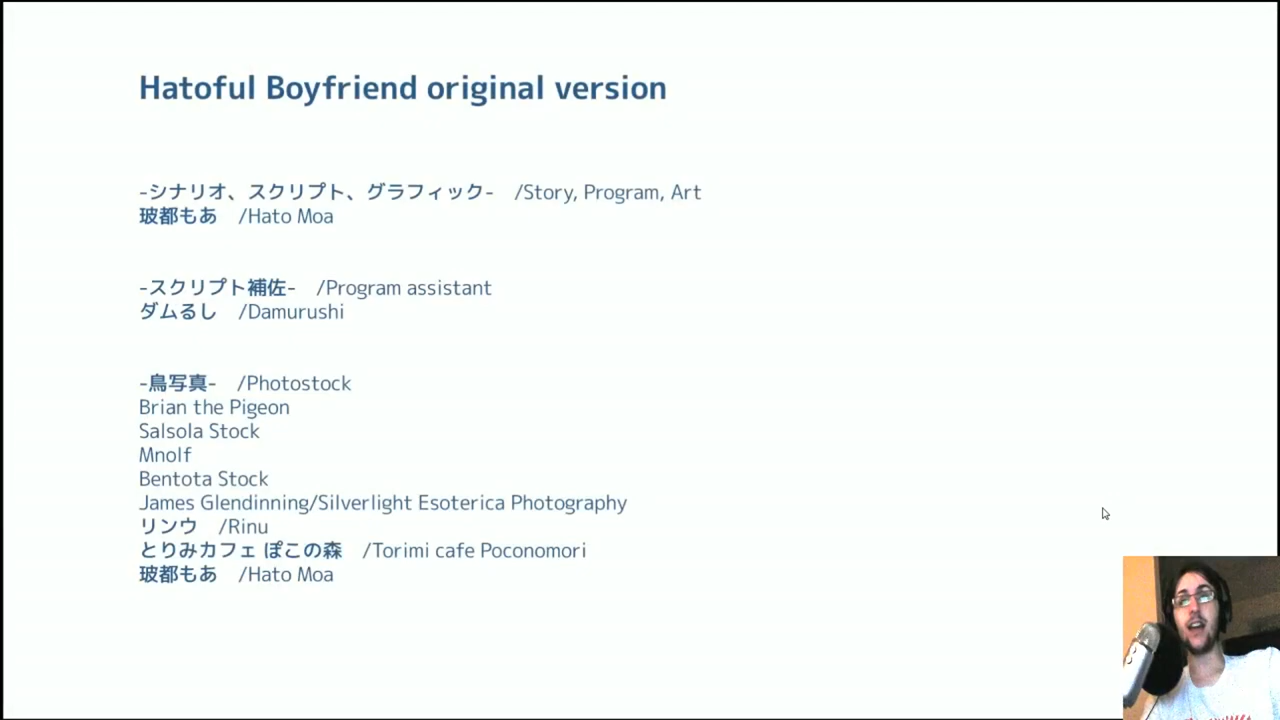 Hatoful Boyfriend original version
-シナリオ、スクリプト、グラフィック- /Story, Program, Art
玻都もあ /Hato Moa
-スクリプト補佐- /Program assistant
ダムるし /Damurushi
-鳥写真- /Photostock
Brian the Pigeon
Salsola Stock
Mnolf
Bentota Stock
James Glendinning/Silverlight Esoterica Photography
リンウ /Rinu
とりみカフェ ぽこの森 /Torimi cafe Poconomori
玻都もあ /Hato Moa